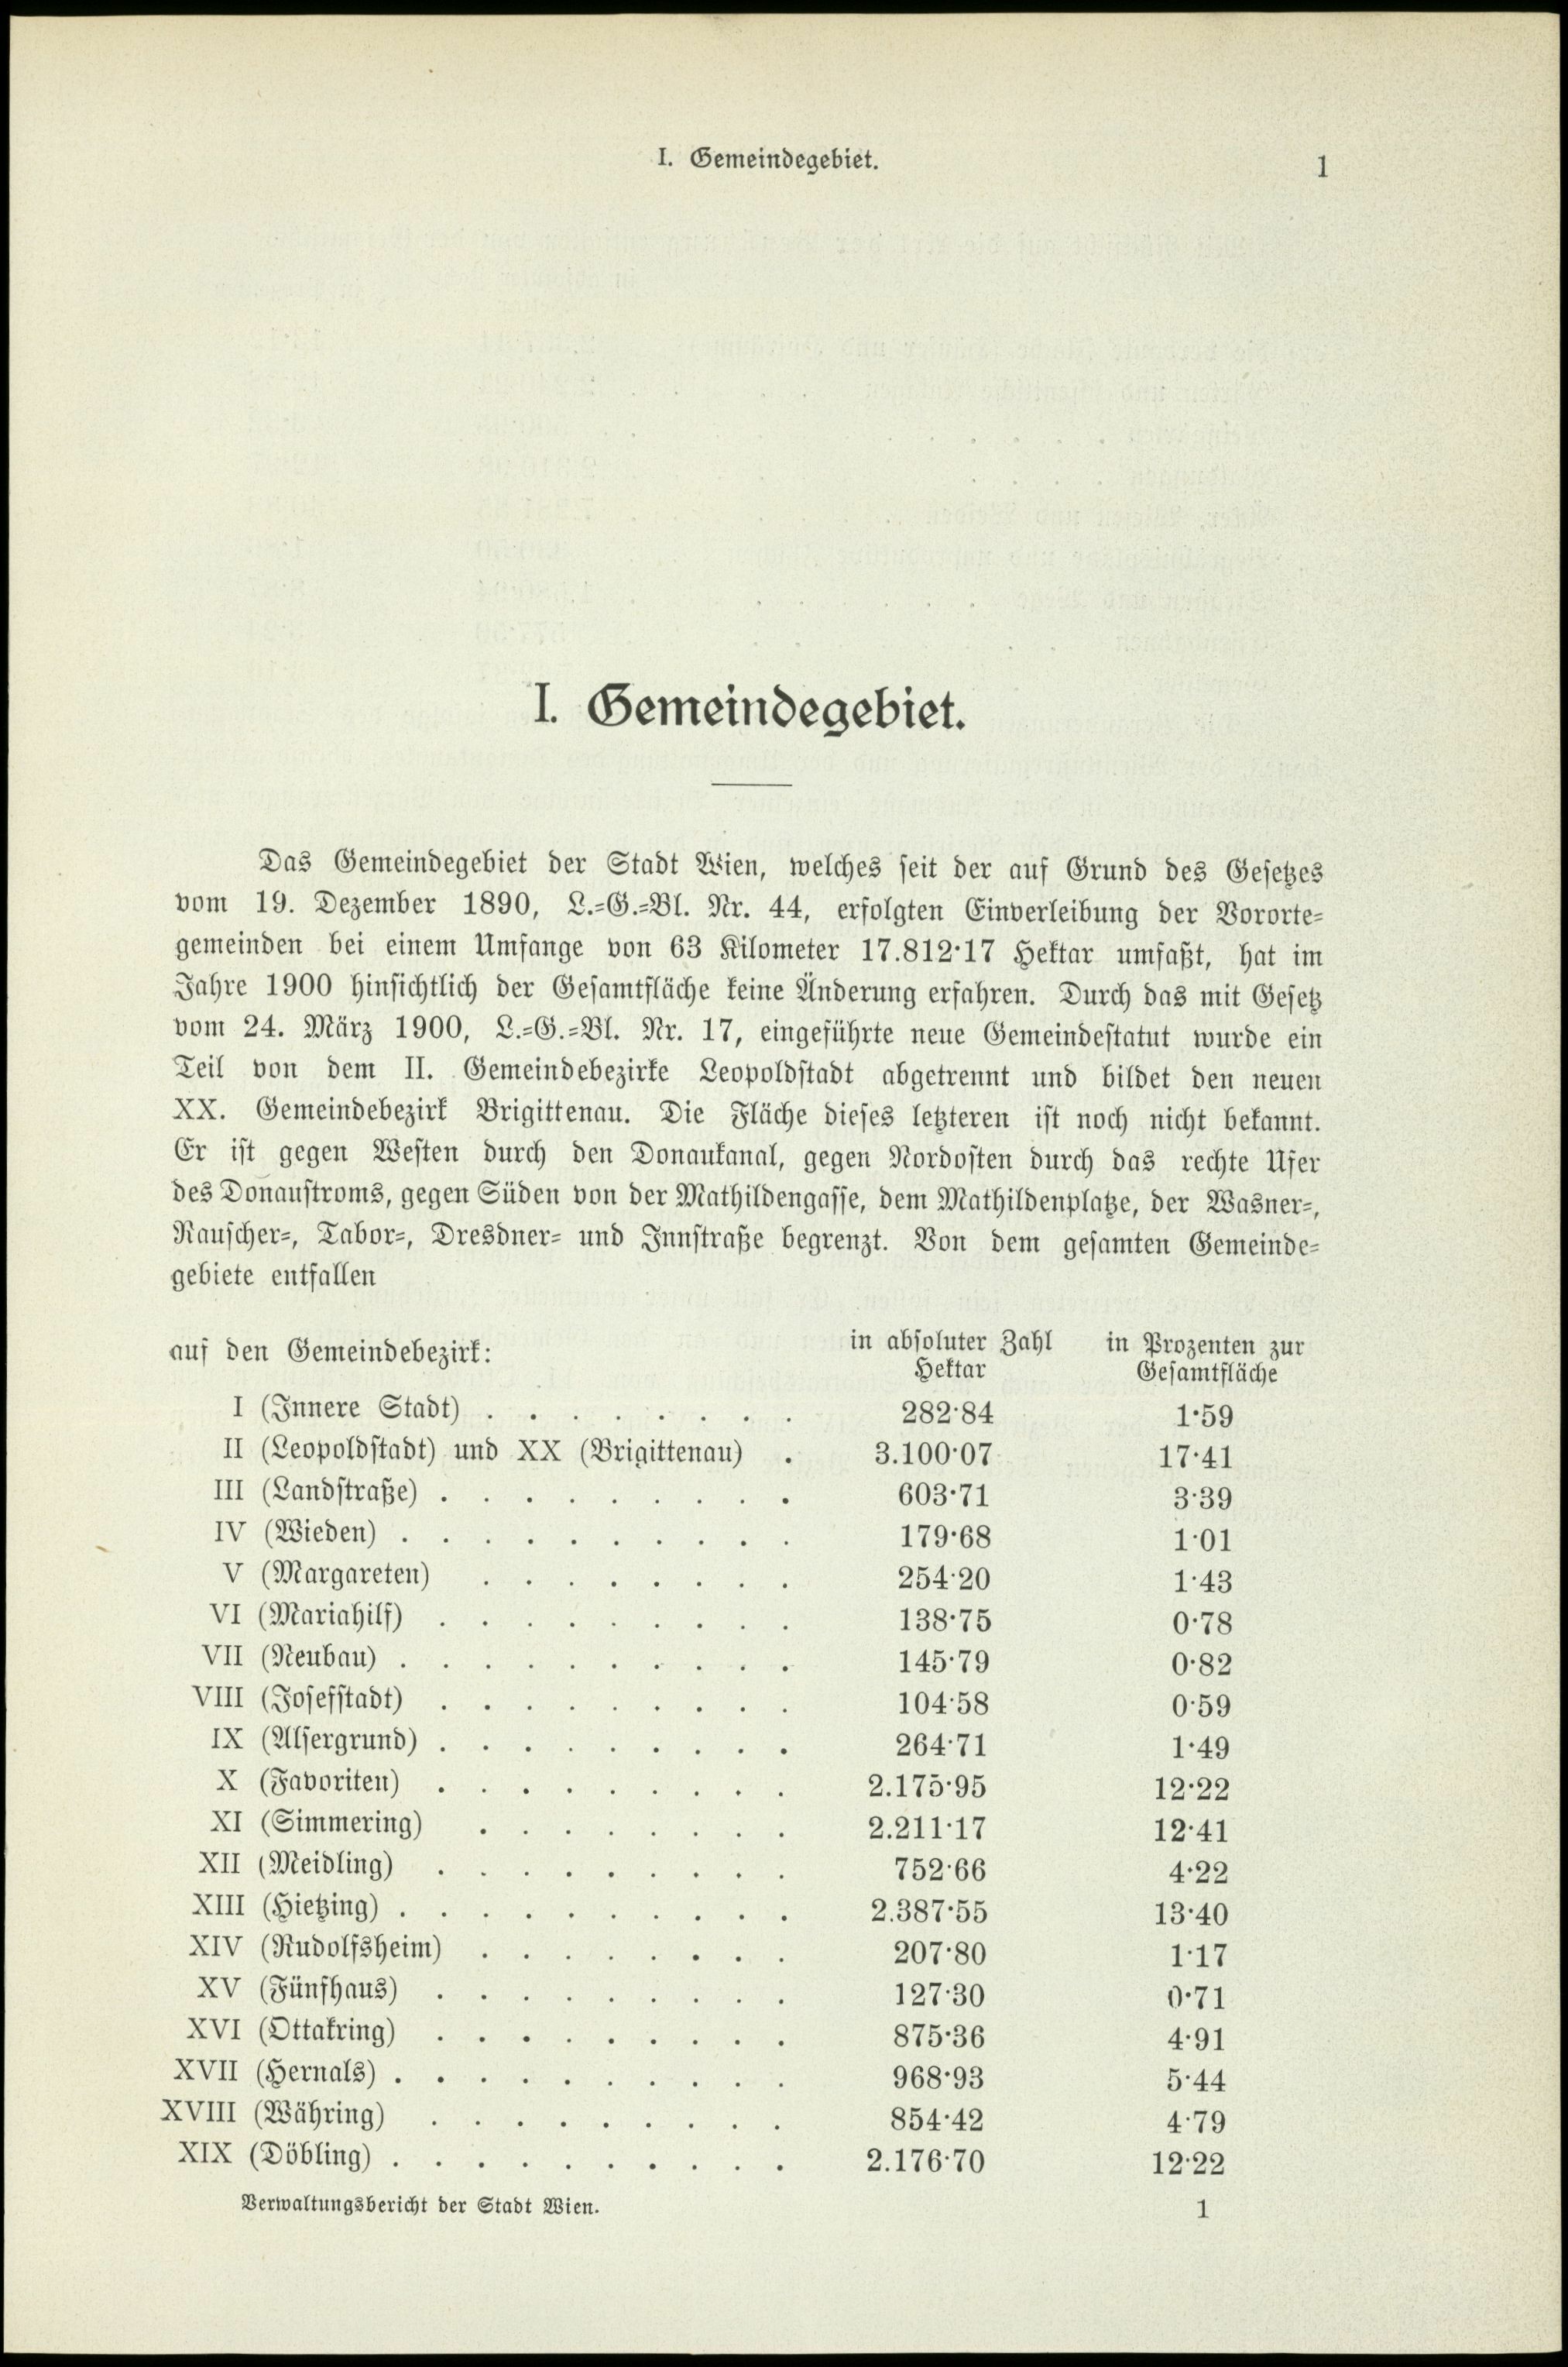 I. Gemeindegebiet.
1
I. Gemeindegebiet.
Das Gemeindegebiet der Stadt Wien, welches seit der auf Grund des Gesetzes
vom 19. Dezember 1890, L.-G.-Bl. Nr. 44, erfolgten Einverleibung der Vororte-
gemeinden bei einem Umfange von 63 Kilometer 17.812·17 Hektar umfaßt, hat im
Jahre 1900 hinsichtlich der Gesamtfläche keine Änderung erfahren. Durch das mit Gesetz
vom 24. März 1900, L.-G.-Bl. Nr. 17, eingeführte neue Gemeindestatut wurde ein
Teil von dem II. Gemeindebezirke Leopoldstadt abgetrennt und bildet den neuen
XX. Gemeindebezirk Brigittenau. Die Fläche dieses letzteren ist noch nicht bekannt.
Er ist gegen Westen durch den Donaukanal, gegen Nordosten durch das rechte Ufer
des Donaustroms, gegen Süden von der Mathildengasse, dem Mathildenplatze, der Wasner-,
Rauscher-, Tabor-, Dresdner- und Innstraße begrenzt. Von dem gesamten Gemeinde-
gebiete entfallen
auf den Gemeindebezirk: in absoluter Zahl Hektar in Prozenten zur Gesamtfläche
I (Innere Stadt) . . . . . . . . 282·84 1·59
II (Leopoldstadt) und XX (Brigittenau) . 3.100·07 17·41
III (Landstraße) . . . . . . . . . 603·71 3·39
IV (Wieden) . . . . . . . . . . 179·68 1·01
V (Margareten) . . . . . . . . 254·20 1·43
VI (Mariahilf) . . . . . . . . . 138·75 0·78
VII (Neubau) . . . . . . . . . . 145·79 0·82
VIII (Josefstadt) . . . . . . . . . 104·58 0·59
IX (Alsergrund) . . . . . . . . . 264·71 1·49
X (Favoriten) . . . . . . . . . 2.175·95 12·22
XI (Simmering) . . . . . . . . 2.211·17 12·41
XII (Meidling) . . . . . . . . . 752·66 4·22
XIII (Hietzing) . . . . . . . . . . 2.387·55 13·40
XIV (Rudolfsheim) . . . . . . . . 207·80 1·17
XV (Fünfhaus) . . . . . . . . . 127·30 0·71
XVI (Ottakring) . . . . . . . . . 875·36 4·91
XVII (Hernals) . . . . . . . . . . 968·93 5·44
XVIII (Währing) . . . . . . . . . 854·42 4·79
XIX (Döbling) . . . . . . . . . . 2.176·70 12·22
Verwaltungsbericht der Stadt Wien. 1